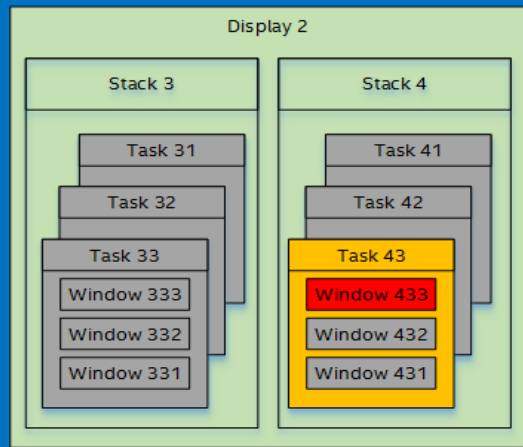 Display 2
Stack 3
Task 31
Task 32
Task 33
Window 333
Window 332
Window 331
Stack 4
Task 41
Task 42
Task 43
Window 433
Window 432
Window 431